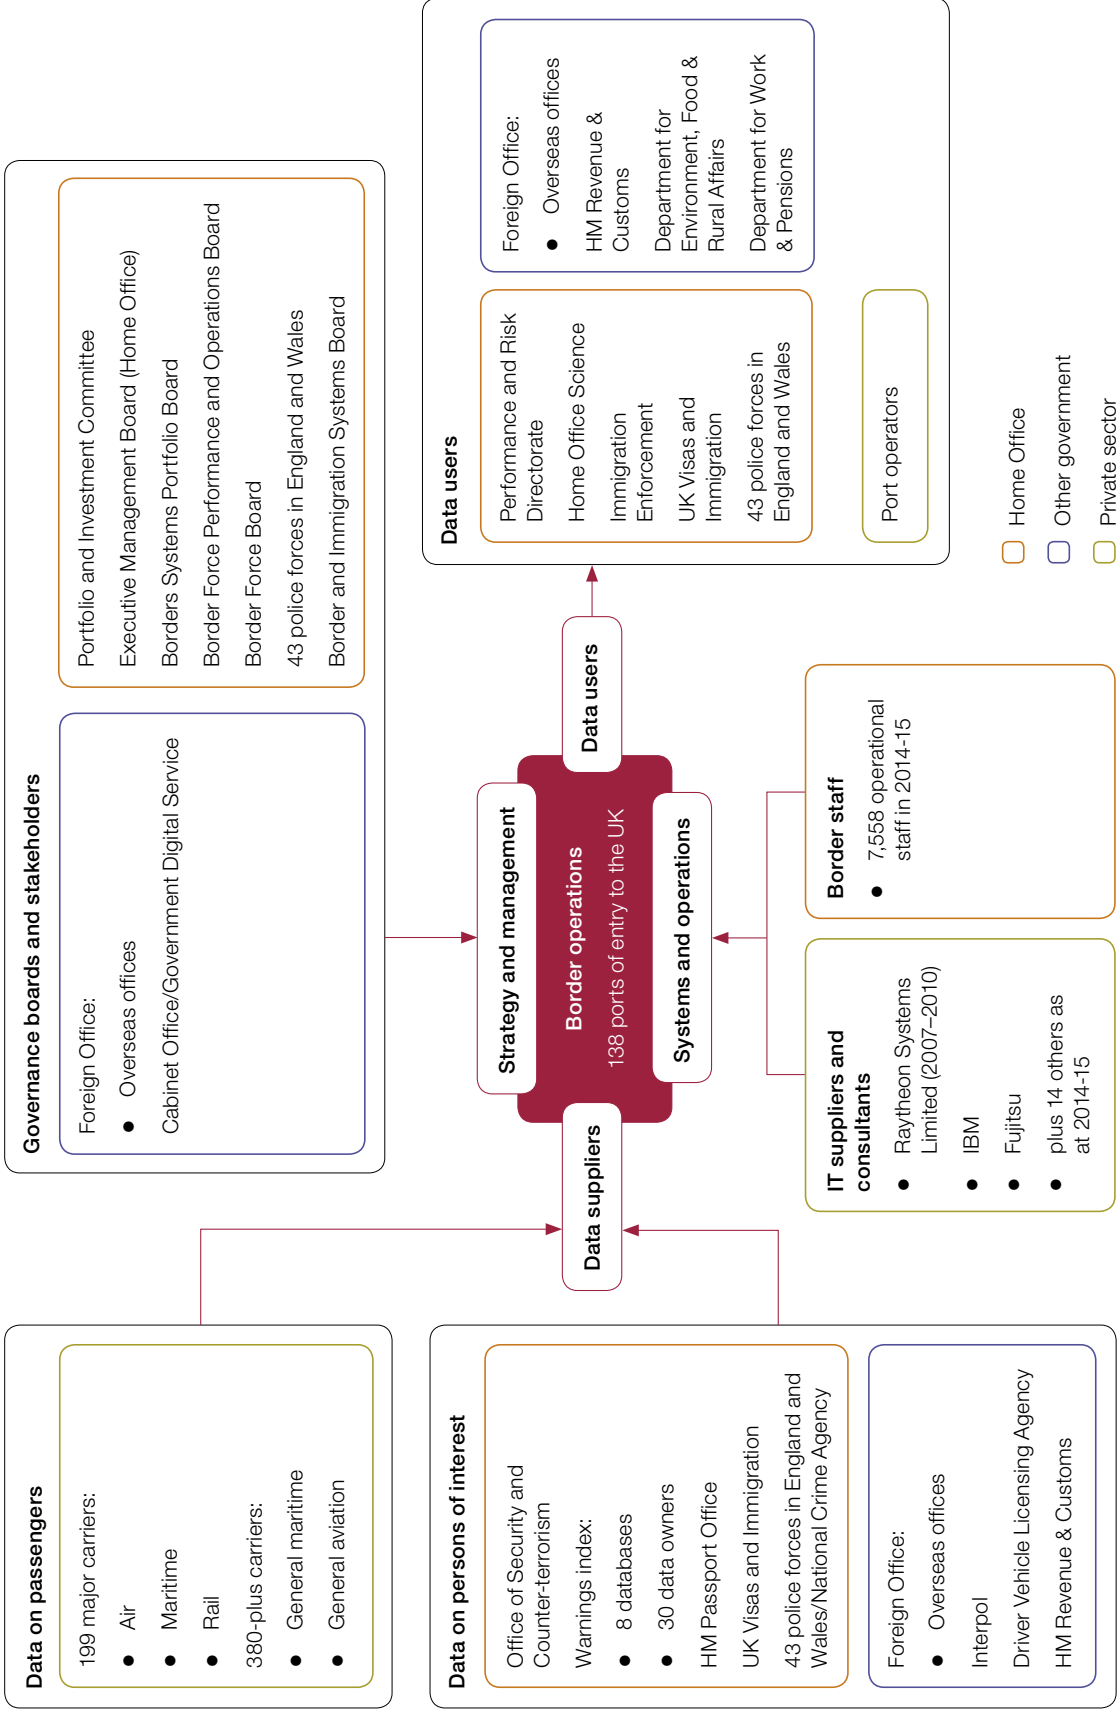 Data on passengers
199 major carriers:
● Air
● Maritime
● Rail
380-plus carriers:
● General maritime
● General aviation
Data on persons of interest
Office of Security and
Counter-terrorism
Warnings index:
● 8 databases
● 30 data owners
HM Passport Office
UK Visas and Immigration
43 police forces in England and
Wales/National Crime Agency
Foreign Office:
● Overseas offices
Interpol
Driver Vehicle Licensing Agency
HM Revenue & Customs
Governance boards and stakeholders
Foreign Office:
● Overseas offices
Cabinet Office/Government Digital Service
Portfolio and Investment Committee
Executive Management Board (Home Office)
Borders Systems Portfolio Board
Border Force Performance and Operations Board
Border Force Board
43 police forces in England and Wales
Border and Immigration Systems Board
Data suppliers
Strategy and management
Border operations
138 ports of entry to the UK
Systems and operations
Data users
IT suppliers and
consultants
● Raytheon Systems
Limited (2007–2010)
● IBM
● Fujitsu
● plus 14 others as
at 2014-15
Border staff
● 7,558 operational
staff in 2014-15
Data users
Performance and Risk
Directorate
Home Office Science
Immigration
Enforcement
UK Visas and
Immigration
43 police forces in
England and Wales
Foreign Office:
● Overseas offices
HM Revenue &
Customs
Department for
Environment, Food &
Rural Affairs
Department for Work
& Pensions
Port operators
Home Office
Other government
Private sector